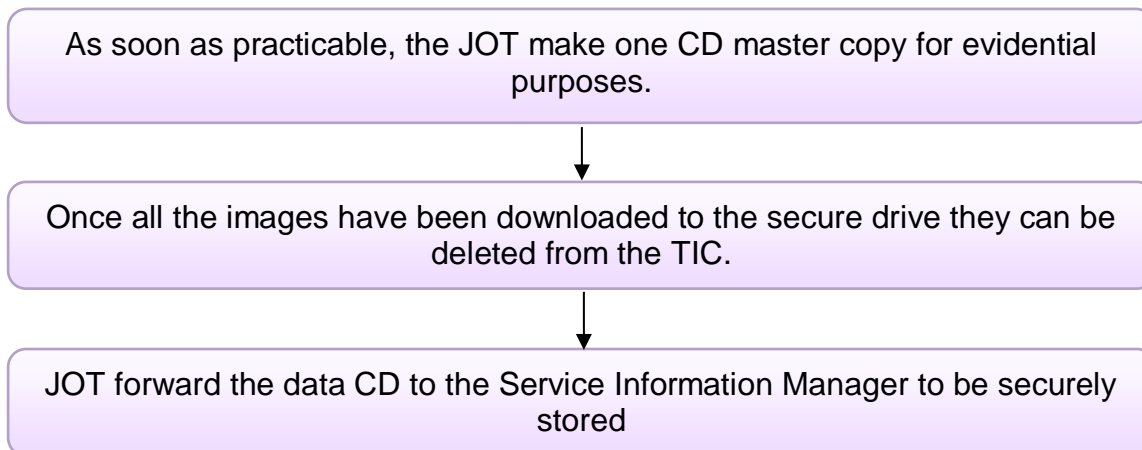 As soon as practicable, the JOT make one CD master copy for evidential
purposes.
Once all the images have been downloaded to the secure drive they can be
deleted from the TIC.
JOT forward the data CD to the Service Information Manager to be securely
stored